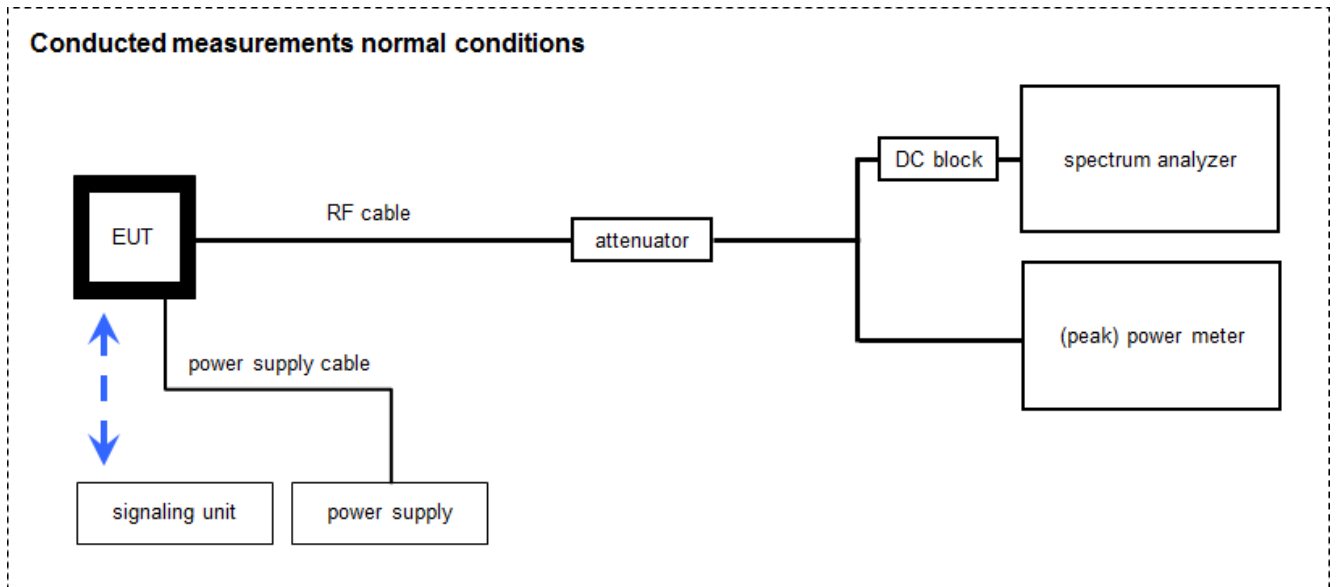 Conducted measurements normal conditions
DC block
spectrum analyzer
RF cable
EUT
attenuator
(peak) power meter
power supply cable
signaling unit
power supply